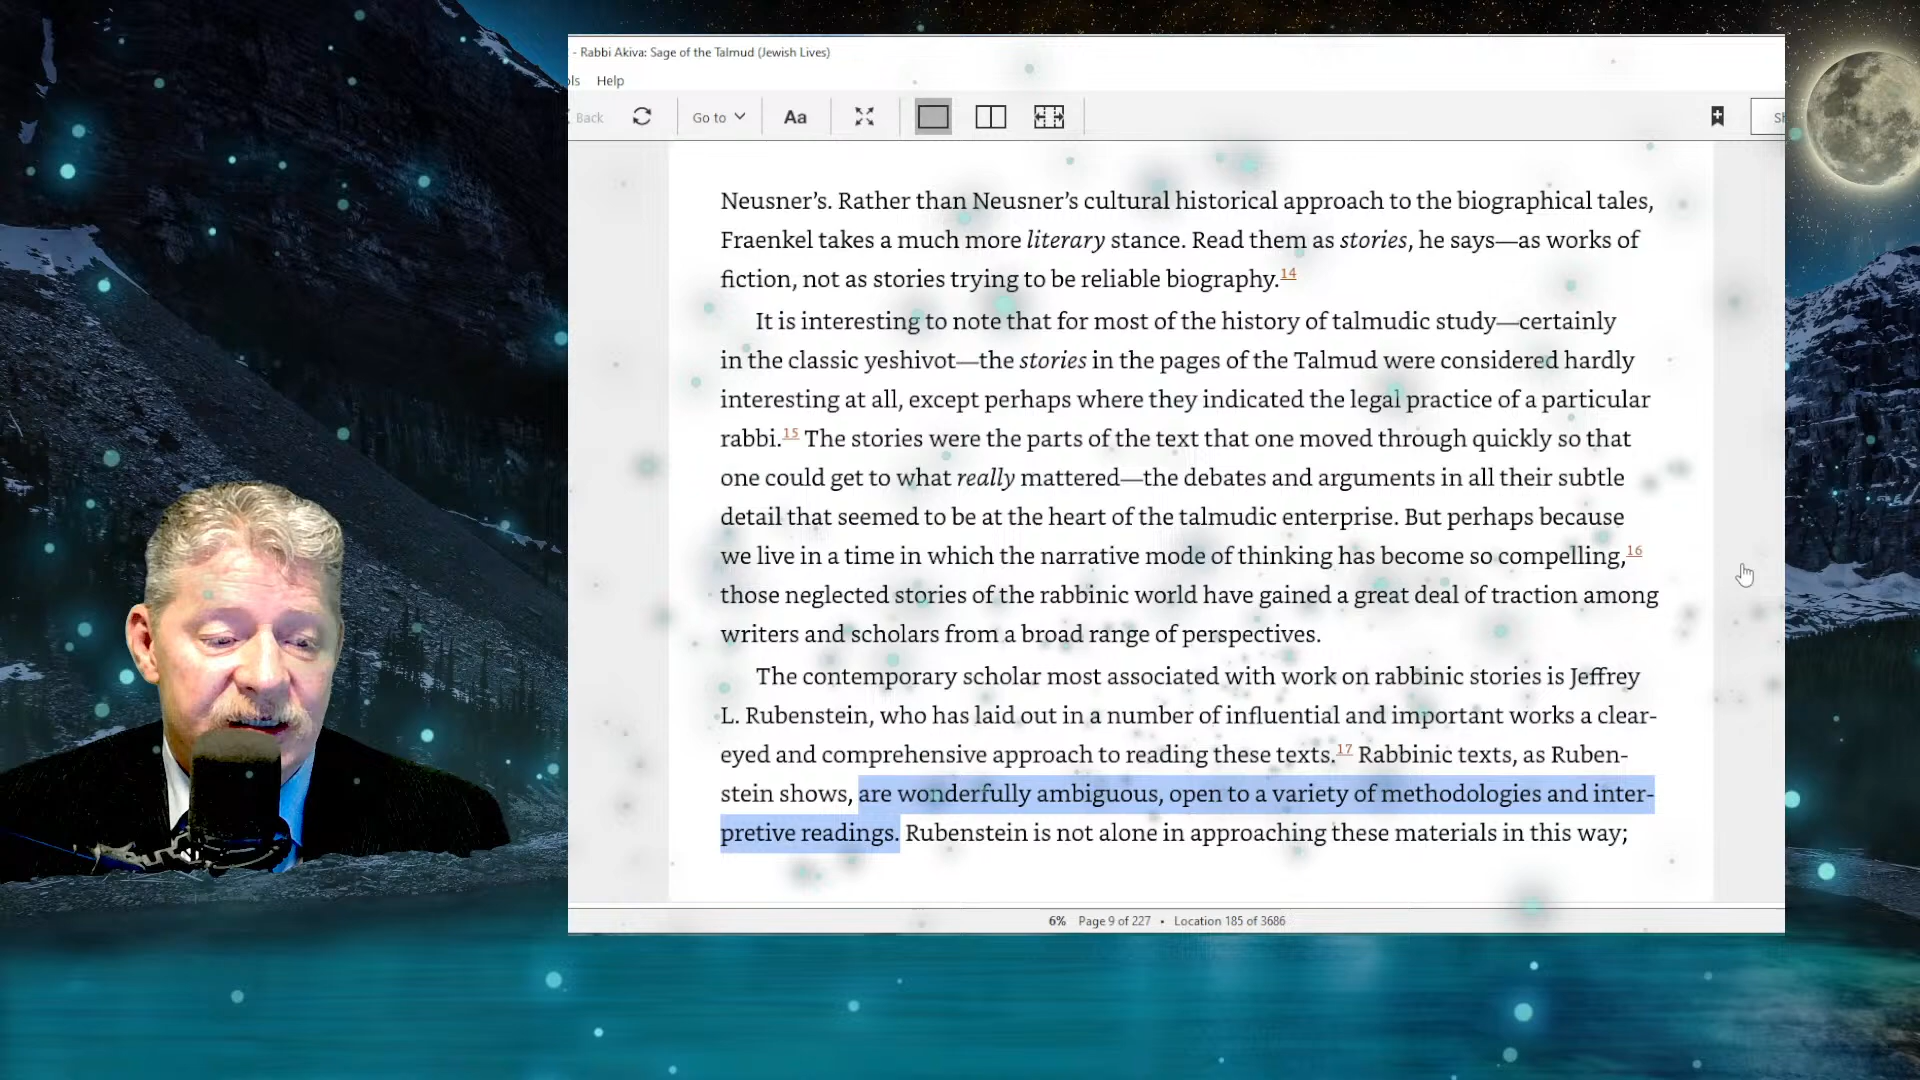 - Rabbi Akiva: Sage of the Talmud (Jewish Lives)
ols Help
Back Go to Aa
Neusner’s. Rather than Neusner’s cultural historical approach to the biographical tales,
Fraenkel takes a much more literary stance. Read them as stories, he says—as works of
fiction, not as stories trying to be reliable biography.14
It is interesting to note that for most of the history of talmudic study—certainly
in the classic yeshivot—the stories in the pages of the Talmud were considered hardly
interesting at all, except perhaps where they indicated the legal practice of a particular
rabbi.15 The stories were the parts of the text that one moved through quickly so that
one could get to what really mattered—the debates and arguments in all their subtle
detail that seemed to be at the heart of the talmudic enterprise. But perhaps because
we live in a time in which the narrative mode of thinking has become so compelling,16
those neglected stories of the rabbinic world have gained a great deal of traction among
writers and scholars from a broad range of perspectives.
The contemporary scholar most associated with work on rabbinic stories is Jeffrey
L. Rubenstein, who has laid out in a number of influential and important works a clear-
eyed and comprehensive approach to reading these texts.17 Rabbinic texts, as Ruben-
stein shows, are wonderfully ambiguous, open to a variety of methodologies and inter-
pretive readings. Rubenstein is not alone in approaching these materials in this way;
6% Page 9 of 227 • Location 185 of 3686